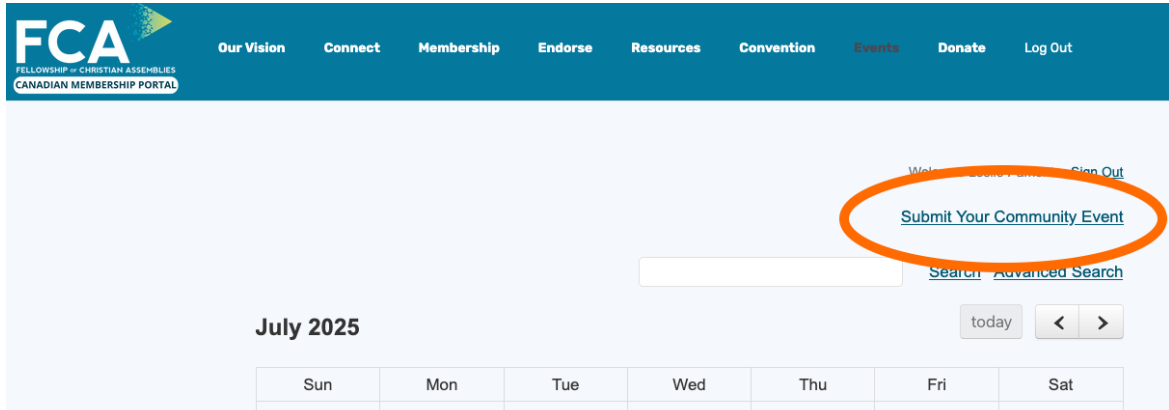 FCA
FELLOWSHIP OF CHRISTIAN ASSEMBLIES
CANADIAN MEMBERSHIP PORTAL
Our Vision Connect Membership Endorse Resources Convention Events Donate Log Out
Sign Out
Submit Your Community Event
Search Advanced Search
July 2025
today < >
Sun Mon Tue Wed Thu Fri Sat